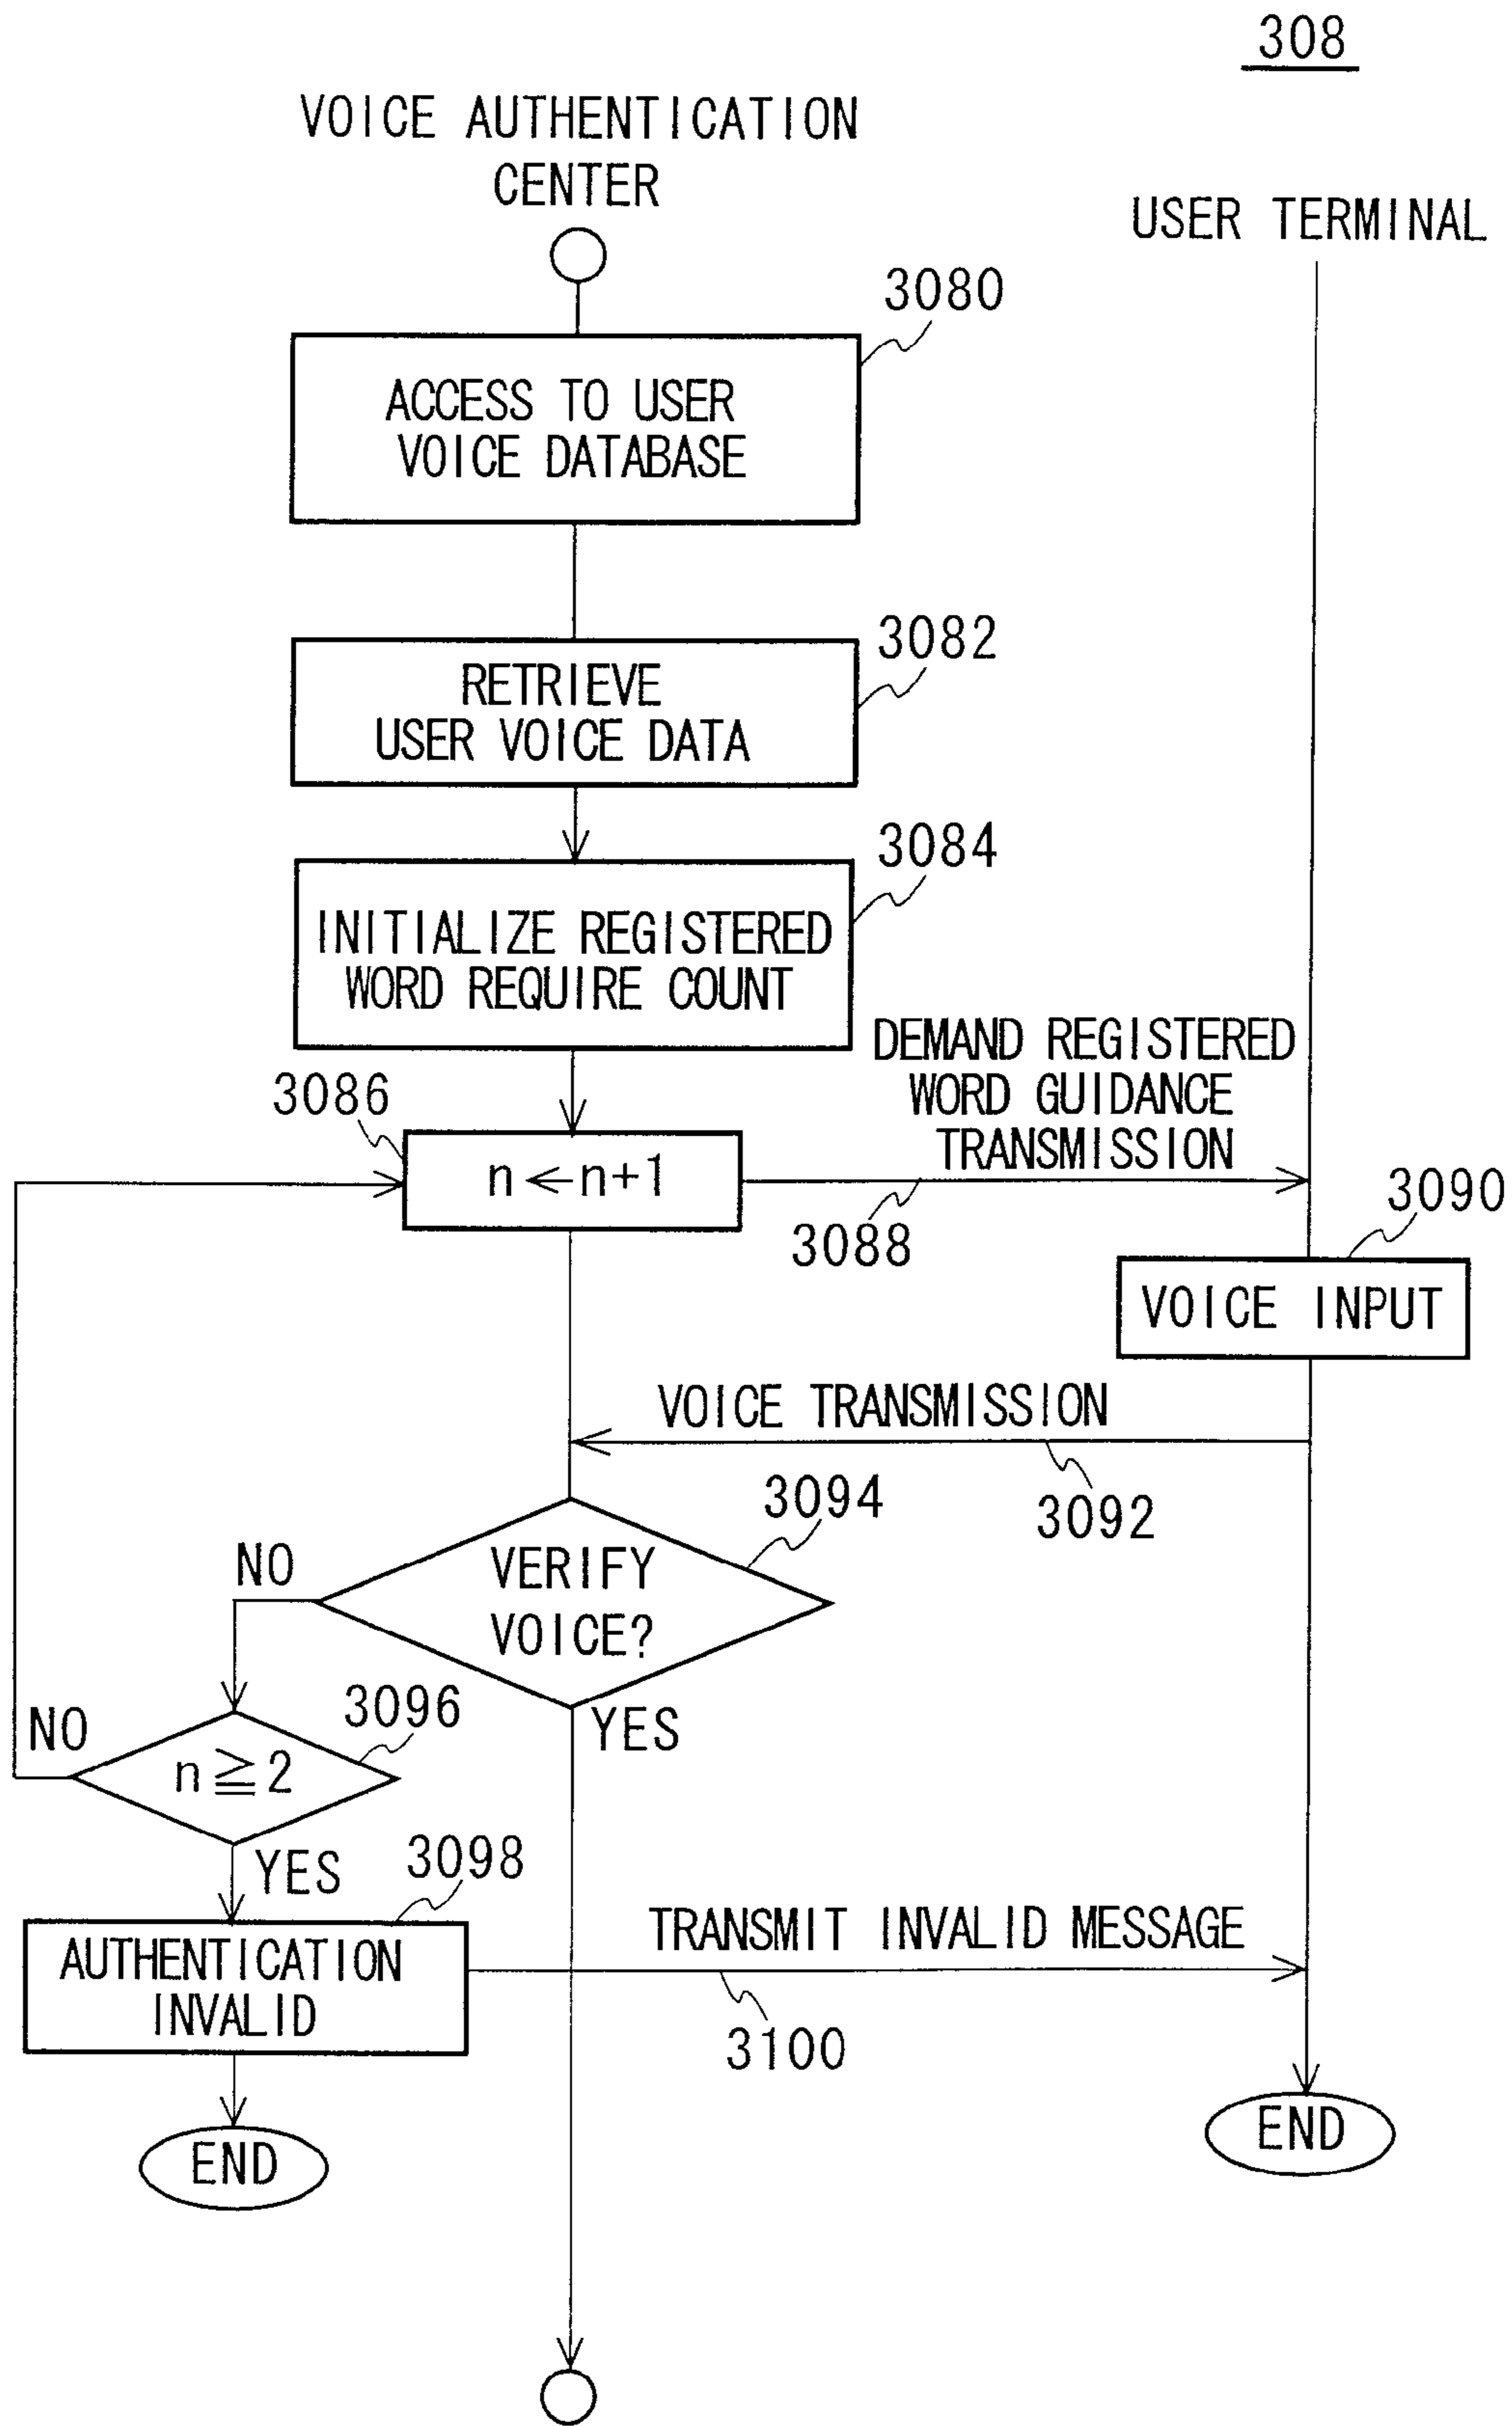 308
VOICE AUTHENTICATION
CENTER
USER TERMINAL
3080
ACCESS TO USER
VOICE DATABASE
3082
RETRIEVE
USER VOICE DATA
3084
INITIALIZE REGISTERED
WORD REQUIRE COUNT
DEMAND REGISTERED
WORD GUIDANCE
TRANSMISSION
3086
n←n+1
3088
3090
VOICE INPUT
VOICE TRANSMISSION
3092
3094
VERIFY
VOICE?
NO
YES
3096
NO
n≧2
YES
3098
AUTHENTICATION
INVALID
TRANSMIT INVALID MESSAGE
3100
END
END